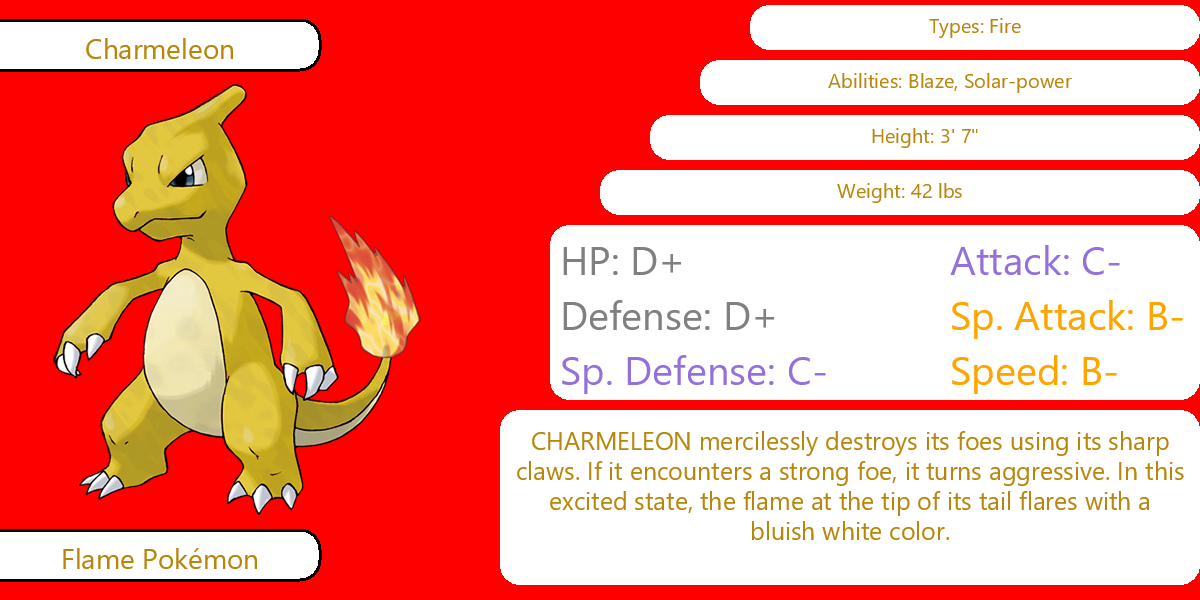 Charmeleon
Flame Pokémon
Types: Fire
Abilities: Blaze, Solar-power
Height: 3' 7"
Weight: 42 lbs
HP: D+
Attack: C-
Defense: D+
Sp. Attack: B-
Sp. Defense: C-
Speed: B-
CHARMELEON mercilessly destroys its foes using its sharp
claws. If it encounters a strong foe, it turns aggressive. In this
excited state, the flame at the tip of its tail flares with a
bluish white color.